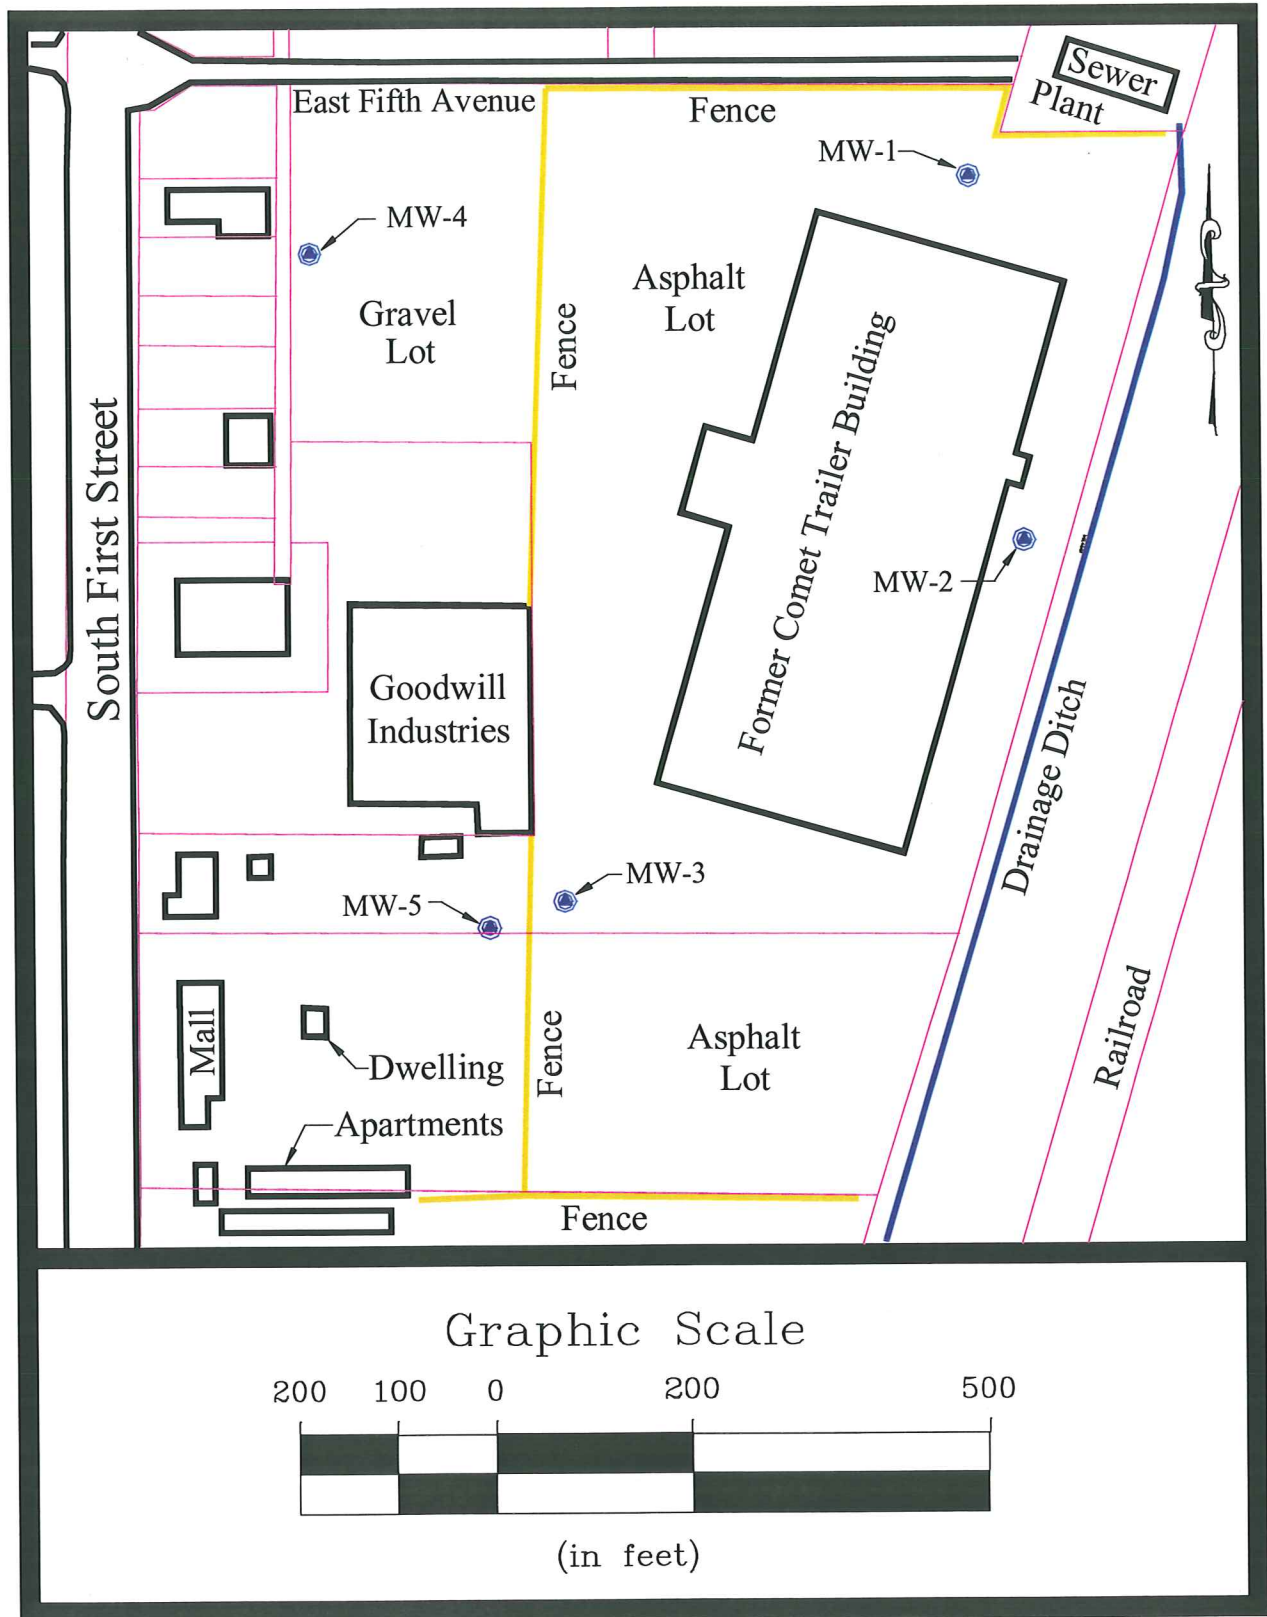 Sewer
Plant
East Fifth Avenue
Fence
MW-1
MW-4
Asphalt
Lot
Gravel
Lot
Fence
Former Comet Trailer Building
South First Street
MW-2
Goodwill
Industries
Drainage Ditch
MW-3
MW-5
Railroad
Mall
Fence
Asphalt
Lot
Dwelling
Apartments
Fence
Graphic Scale
200 100 0 200 500
(in feet)